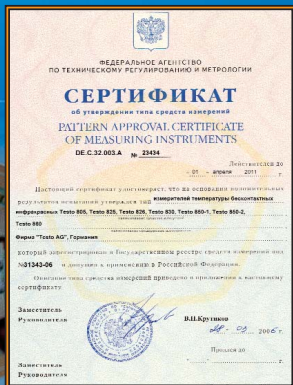 ФЕДЕРАЛЬНОЕ АГЕНТСТВО
ПО ТЕХНИЧЕСКОМУ РЕГУЛИРОВАНИЮ И МЕТРОЛОГИИ
СЕРТИФИКАТ
об утверждении типа средств измерений
PATTERN APPROVAL CERTIFICATE
OF MEASURING INSTRUMENTS
DE.C.32.003.A № 23434
Действителен до
01 апреля 2011 г.
Настоящий сертификат удостоверяет, что на основании положительных
результатов испытаний утвержден тип измерителей температуры бесконтактных
инфракрасных Testo 805, Testo 825, Testo 826, Testo 830, Testo 850-1, Testo 850-2,
Testo 860
Фирма "Testo AG", Германия
который зарегистрирован в Государственном реестре средств измерений под
№31343-06 и допущен к применению в Российской Федерации.
Описание типа средства измерений приведено в приложении к настоящему
сертификату.
Заместитель
Руководителя
В.Н.Крутиков
2006 г.
Продлен до
г.
Заместитель
Руководителя